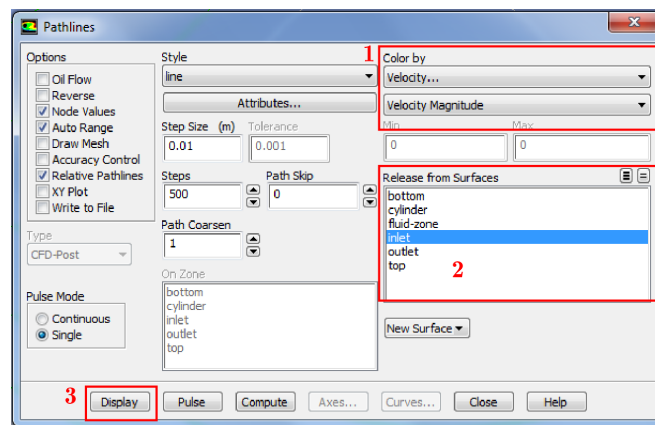 Pathlines
Options
Oil Flow
Reverse
Node Values
Auto Range
Draw Mesh
Accuracy Control
Relative Pathlines
XY Plot
Write to File
Type
CFD-Post
Pulse Mode
Continuous
Single
Style
line
Attributes...
Step Size (m) Tolerance
0.01 0.001
Steps Path Skip
500 0
Path Coarsen
1
On Zone
bottom
cylinder
inlet
outlet
top
1 Color by
Velocity...
Velocity Magnitude
Min Max
0 0
Release from Surfaces
bottom
cylinder
fluid-zone
inlet
outlet
top
2
New Surface
3 Display Pulse Compute Axes... Curves... Close Help